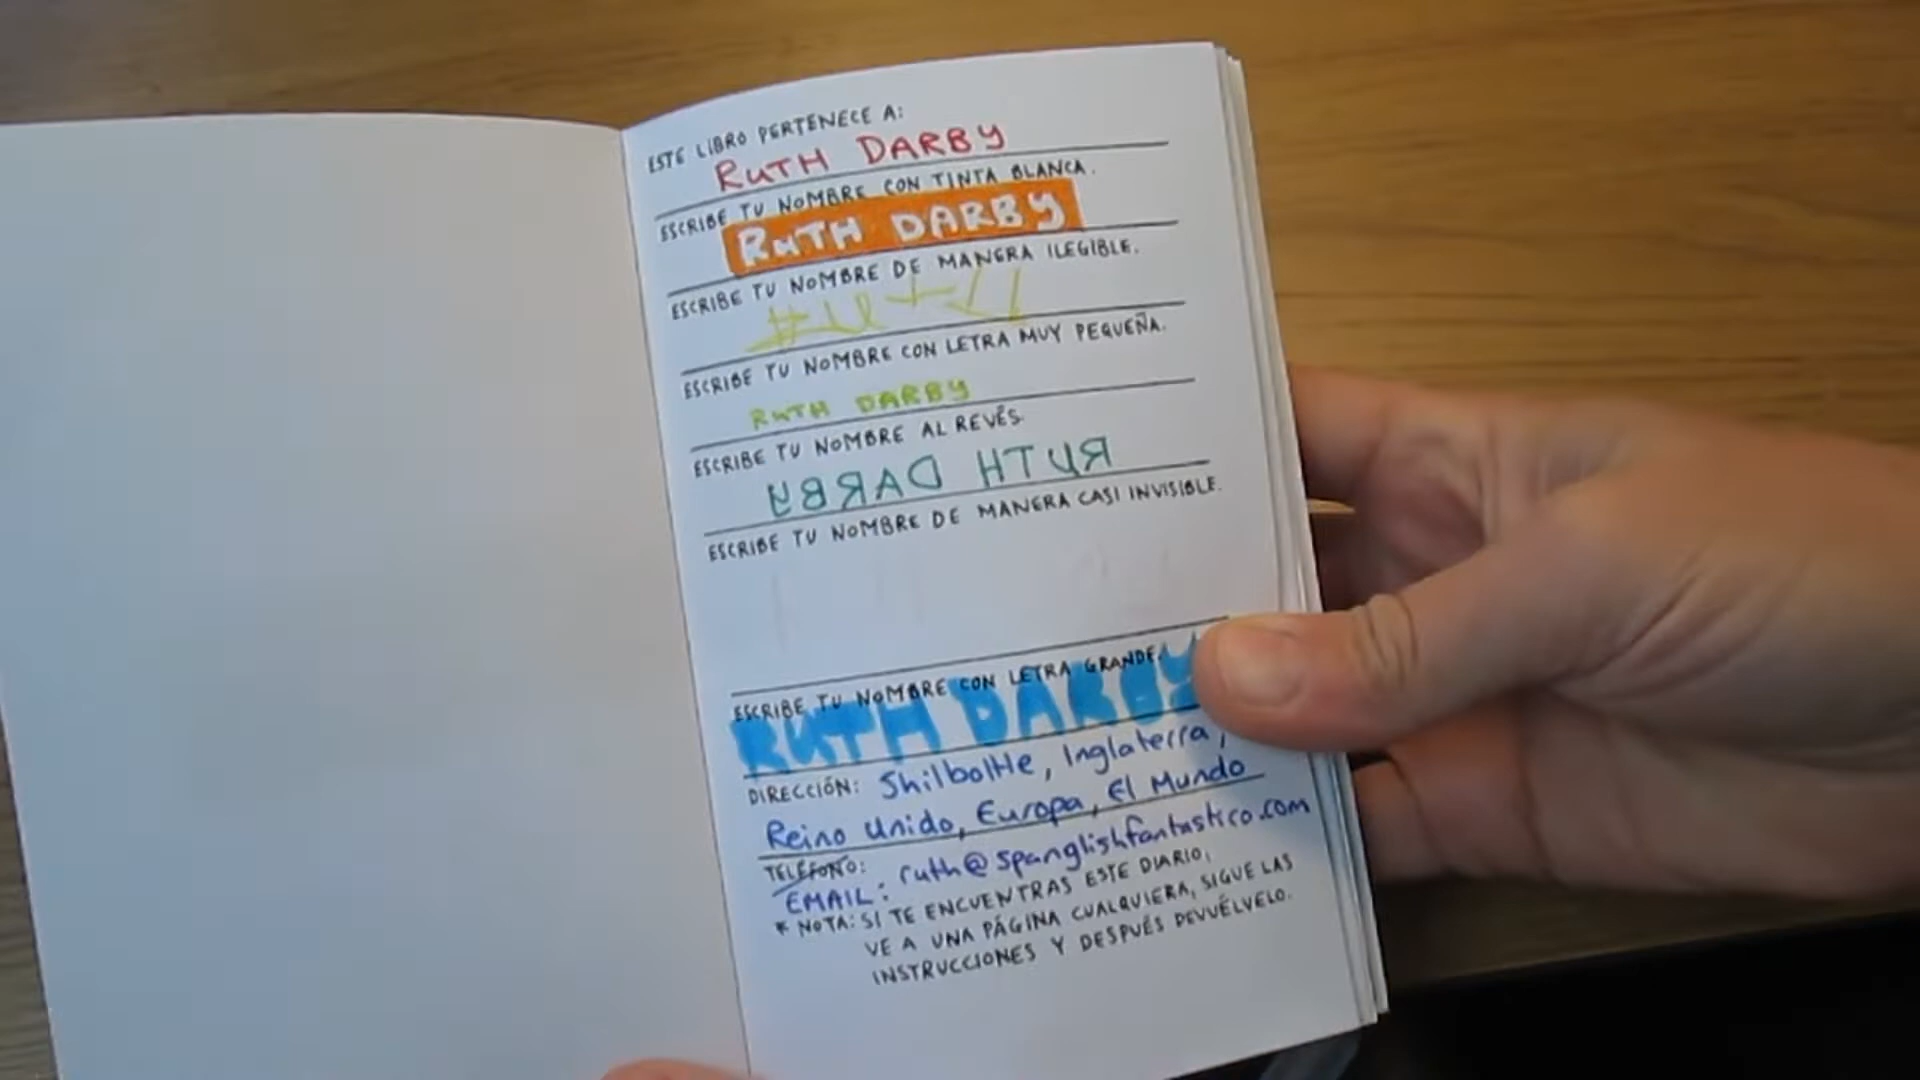 ESTE LIBRO PERTENECE A:
RUTH DARBY
ESCRIBE TU NOMBRE CON TINTA BLANCA.
RUTH DARBY
ESCRIBE TU NOMBRE DE MANERA ILEGIBLE.
ESCRIBE TU NOMBRE CON LETRA MUY PEQUEÑA.
RUTH DARBY
ESCRIBE TU NOMBRE AL REVÉS.
RUTH DARBY
ESCRIBE TU NOMBRE DE MANERA CASI INVISIBLE.
ESCRIBE TU NOMBRE CON LETRA GRANDE.
RUTH DARBY
DIRECCIÓN: Shilbottle, Inglaterra,
Reino Unido, Europa, El Mundo
TELÉFONO:
EMAIL: ruth@spanglishfantastico.com
* NOTA: SI TE ENCUENTRAS ESTE DIARIO,
VE A UNA PÁGINA CUALQUIERA, SIGUE LAS
INSTRUCCIONES Y DESPUÉS DEVUÉLVELO.